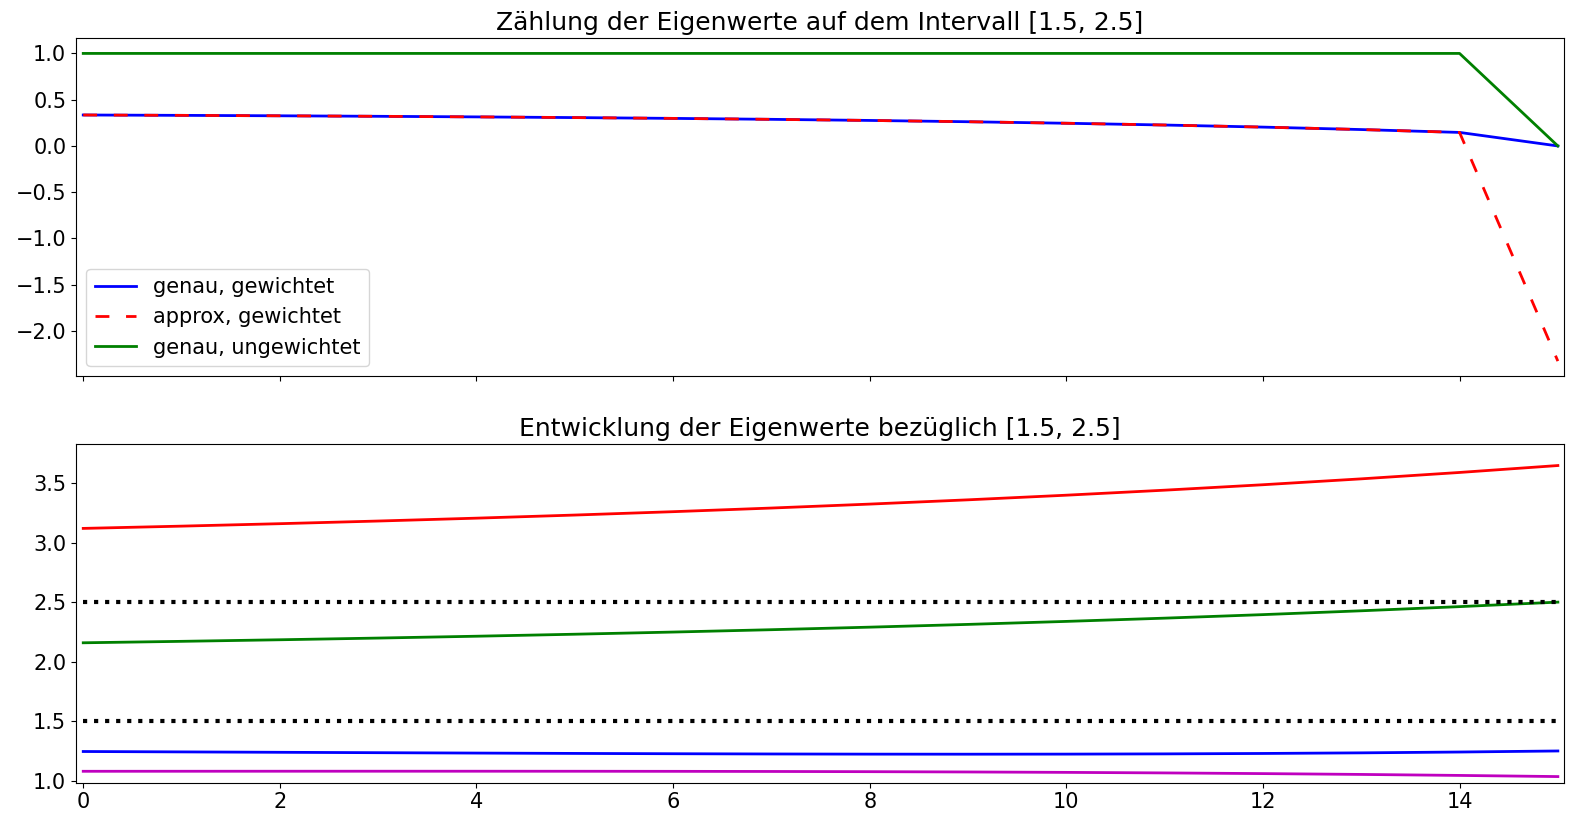 Zählung der Eigenwerte auf dem Intervall [1.5, 2.5]
1.0
0.5
0.0
−0.5
−1.0
−1.5
−2.0
genau, gewichtet
approx, gewichtet
genau, ungewichtet
Entwicklung der Eigenwerte bezüglich [1.5, 2.5]
3.5
3.0
2.5
2.0
1.5
1.0
0 2 4 6 8 10 12 14